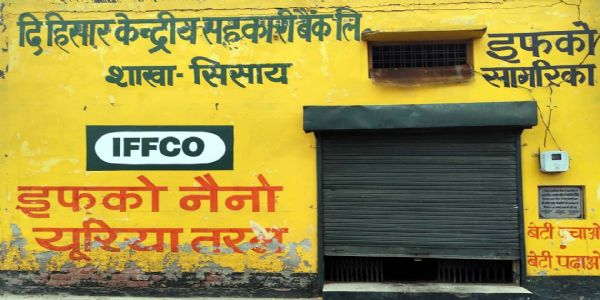 दि हिसार केन्द्रीय सहकारी बैंक लि.
शाखा - सिसाय
इफको
सागरिका
IFFCO
इफको नैनो
यूरिया तरल
बेटी बचाओ
बेटी पढ़ाओ